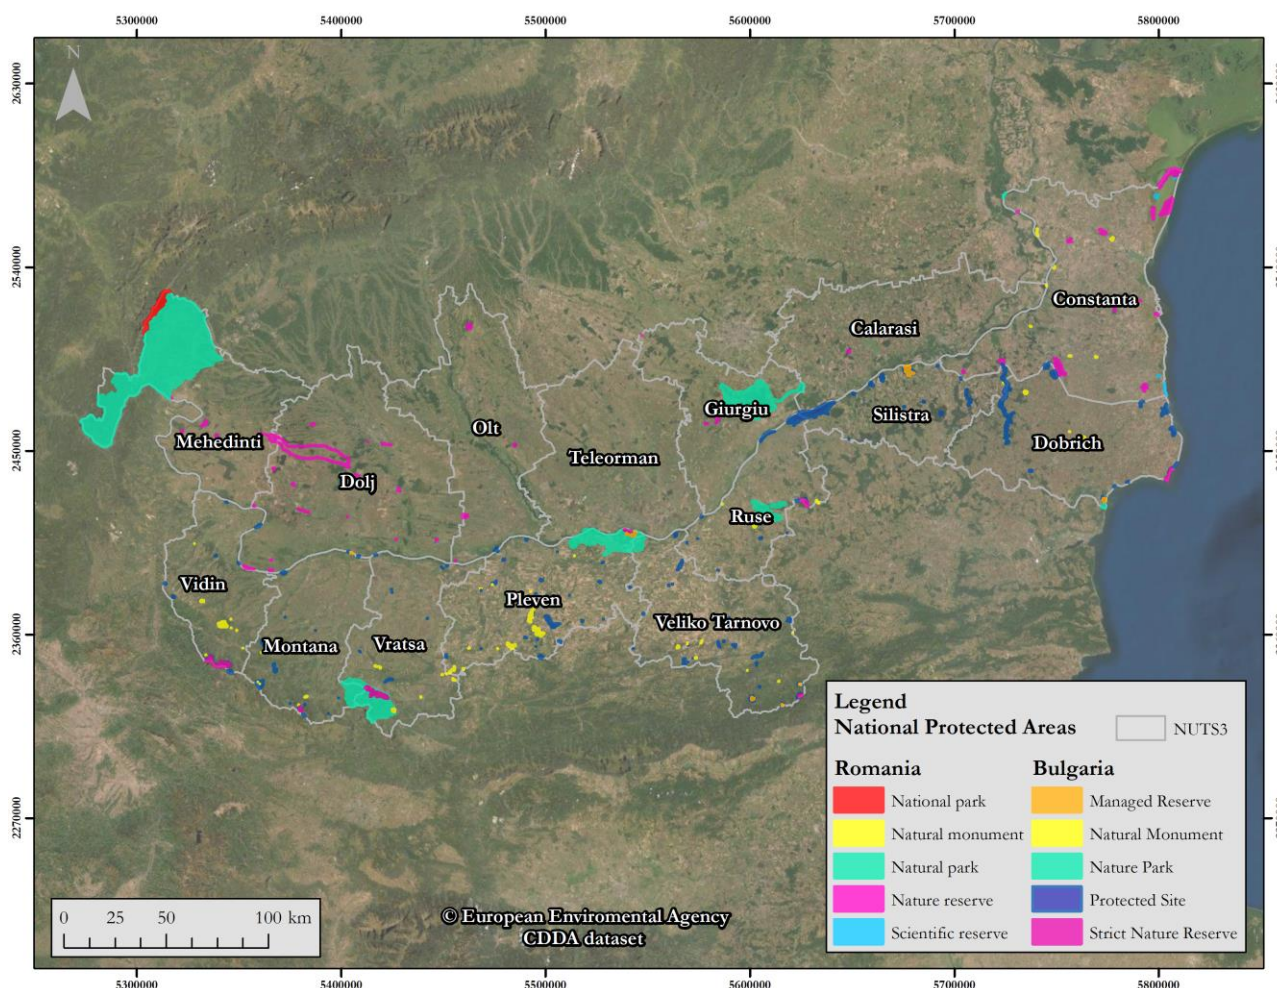 5300000 5400000 5500000 5600000 5700000 5800000
N
2630000
2540000
2450000
2360000
2270000
Constanta
Calarasi
Giurgiu
Silistra
Olt
Mehedinti
Teleorman
Dobrich
Dolj
Ruse
Vidin
Pleven
Veliko Tarnovo
Montana
Vratsa
Legend
National Protected Areas
NUTS3
Romania Bulgaria
National park Managed Reserve
Natural monument Natural Monument
Natural park Nature Park
Nature reserve Protected Site
Scientific reserve Strict Nature Reserve
0 25 50 100 km
© European Enviromental Agency
CDDA dataset
5300000 5400000 5500000 5600000 5700000 5800000